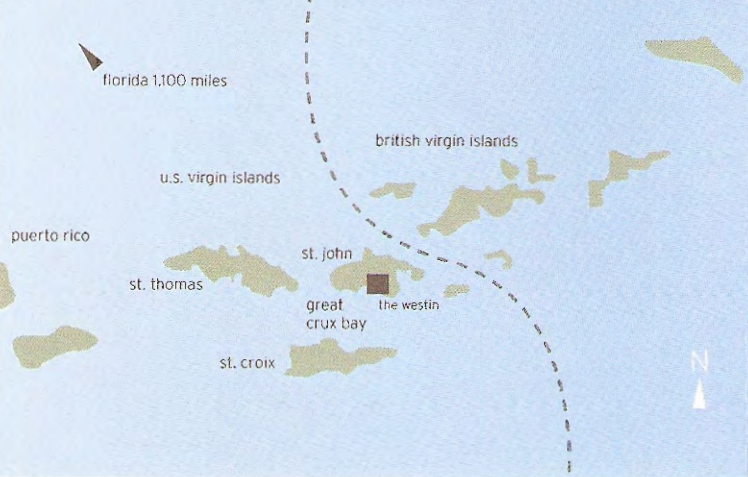 florida 1,100 miles
british virgin islands
u.s. virgin islands
puerto rico
st. john
st. thomas
great
crux bay
the westin
st. croix
N